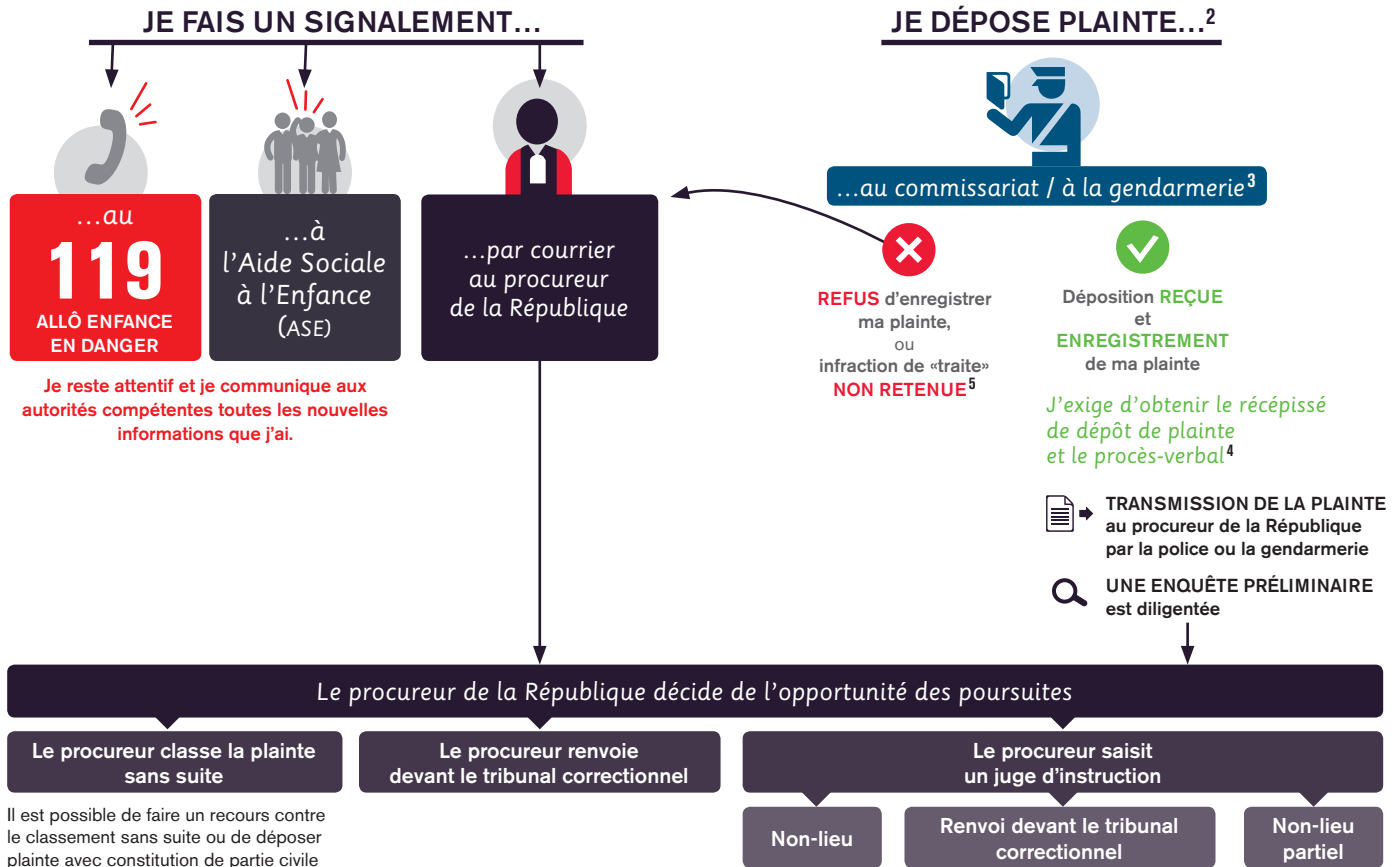 JE FAIS UN SIGNALEMENT…
…au
119
ALLÔ ENFANCE
EN DANGER
…à
l’Aide Sociale
à l’Enfance
(ASE)
…par courrier
au procureur
de la République
Je reste attentif et je communique aux
autorités compétentes toutes les nouvelles
informations que j’ai.
JE DÉPOSE PLAINTE…2
…au commissariat / à la gendarmerie3
REFUS d’enregistrer
ma plainte,
ou
infraction de «traite»
NON RETENUE5
Déposition REÇUE
et
ENREGISTREMENT
de ma plainte
J’exige d’obtenir le récépissé
de dépôt de plainte
et le procès-verbal4
TRANSMISSION DE LA PLAINTE
au procureur de la République
par la police ou la gendarmerie
UNE ENQUÊTE PRÉLIMINAIRE
est diligentée
Le procureur de la République décide de l’opportunité des poursuites
Le procureur classe la plainte
sans suite
Il est possible de faire un recours contre
le classement sans suite ou de déposer
plainte avec constitution de partie civile
Le procureur renvoie
devant le tribunal correctionnel
Le procureur saisit
un juge d’instruction
Non-lieu
Renvoi devant le tribunal
correctionnel
Non-lieu
partiel